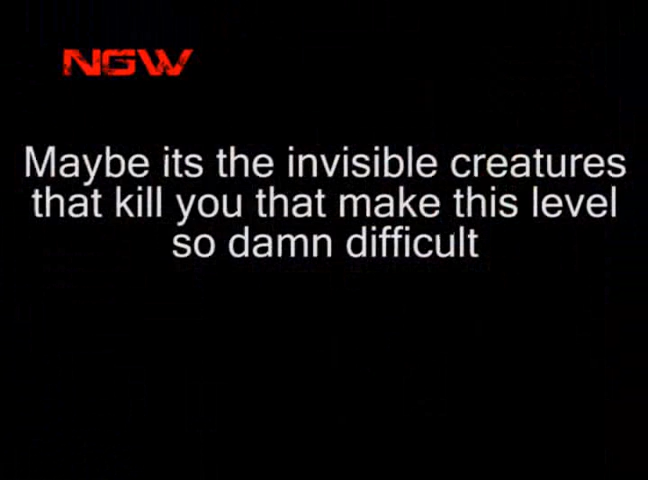 NGW
Maybe its the invisible creatures
that kill you that make this level
so damn difficult